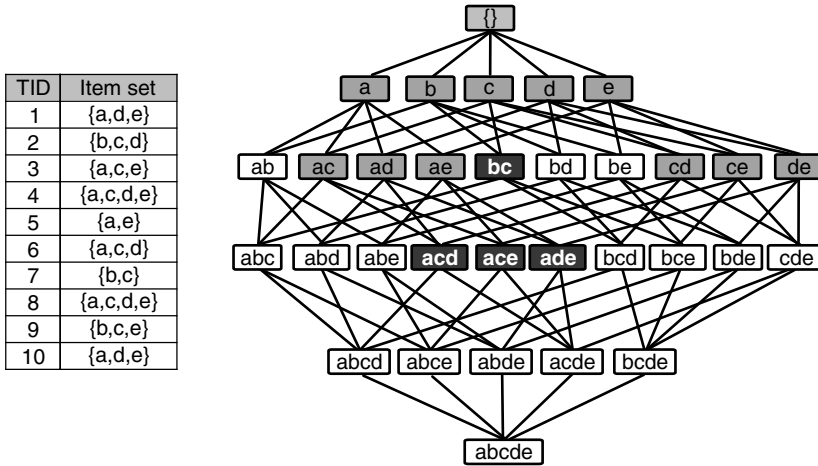 TID Item set
1 {a,d,e}
2 {b,c,d}
3 {a,c,e}
4 {a,c,d,e}
5 {a,e}
6 {a,c,d}
7 {b,c}
8 {a,c,d,e}
9 {b,c,e}
10 {a,d,e}
{}
a b c d e
ab ac ad ae bc bd be cd ce de
abc abd abe acd ace ade bcd bce bde cde
abcd abce abde acde bcde
abcde